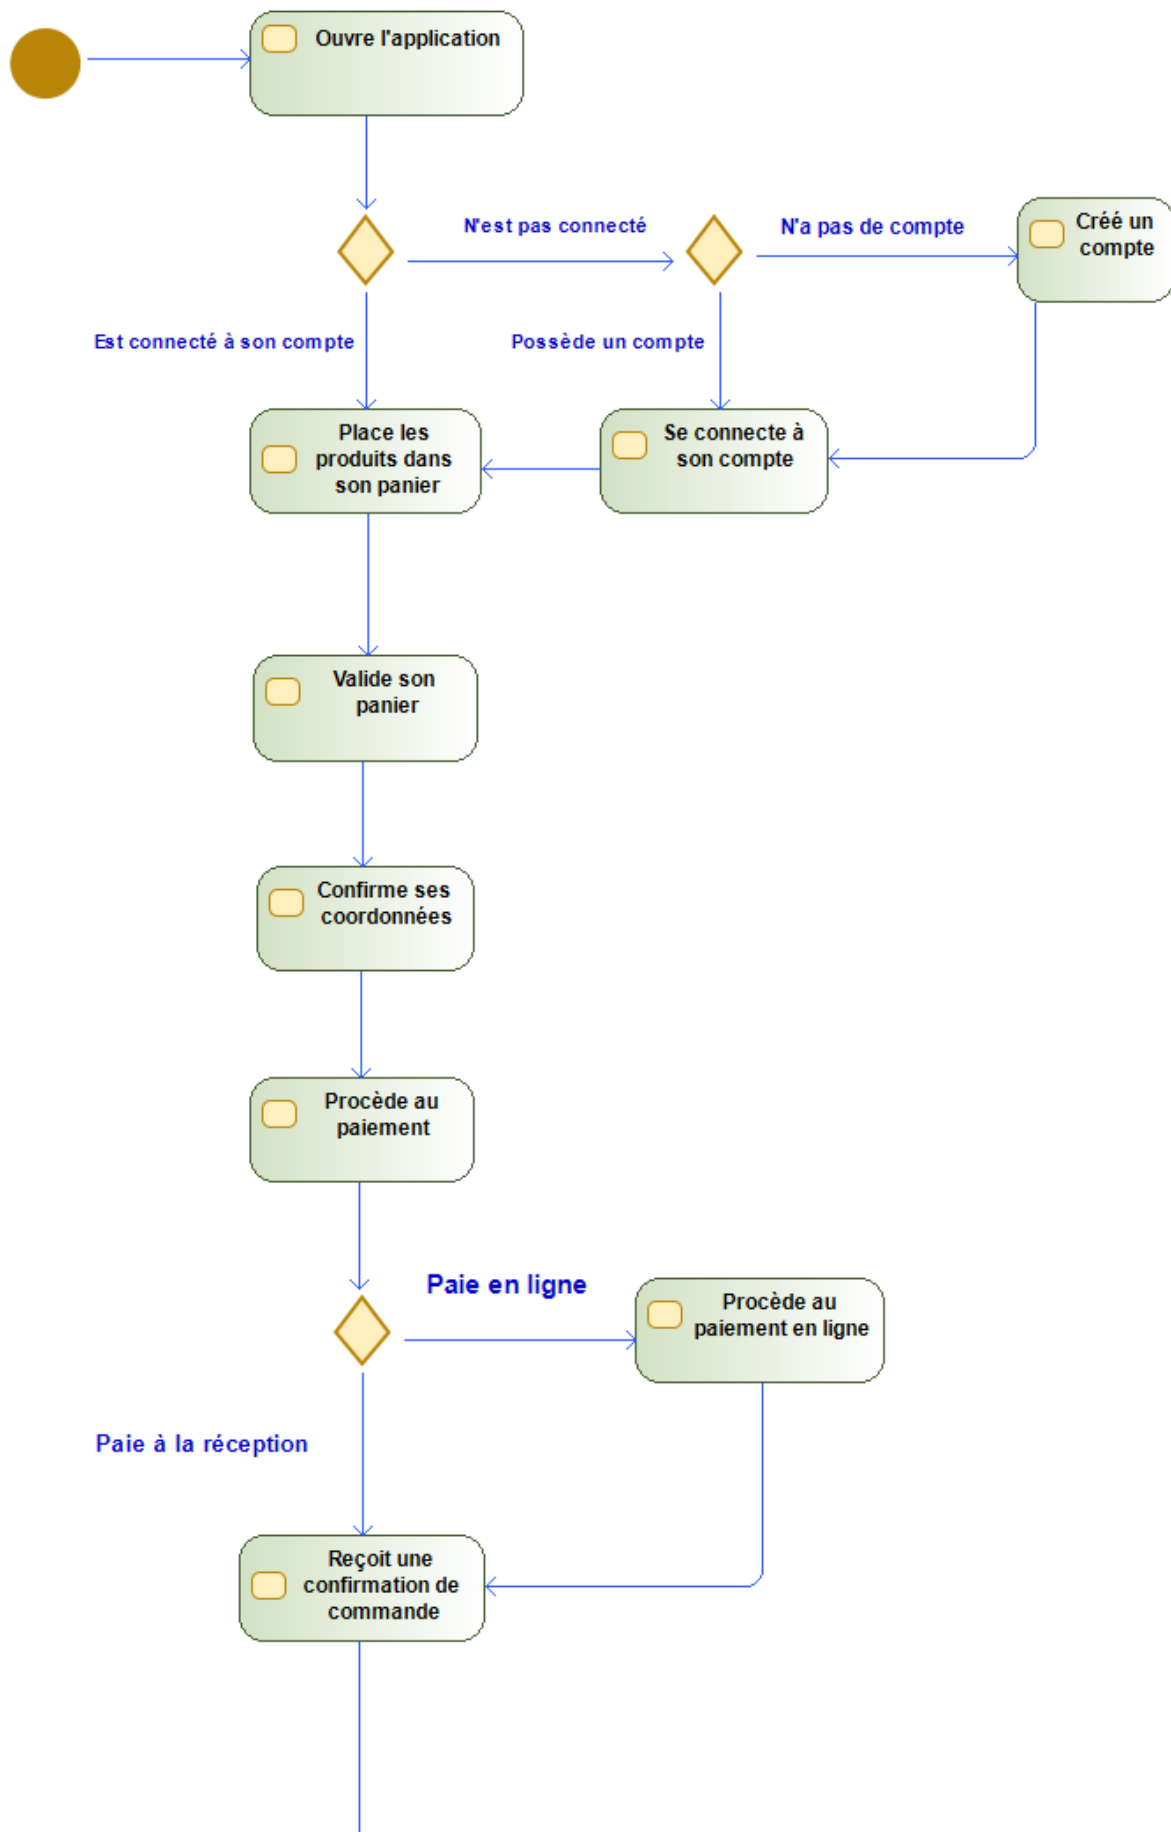 Ouvre l'application
N'est pas connecté
N'a pas de compte
Créé un
compte
Est connecté à son compte
Possède un compte
Place les
produits dans
son panier
Se connecte à
son compte
Valide son
panier
Confirme ses
coordonnées
Procède au
paiement
Paie en ligne
Procède au
paiement en ligne
Paie à la réception
Reçoit une
confirmation de
commande